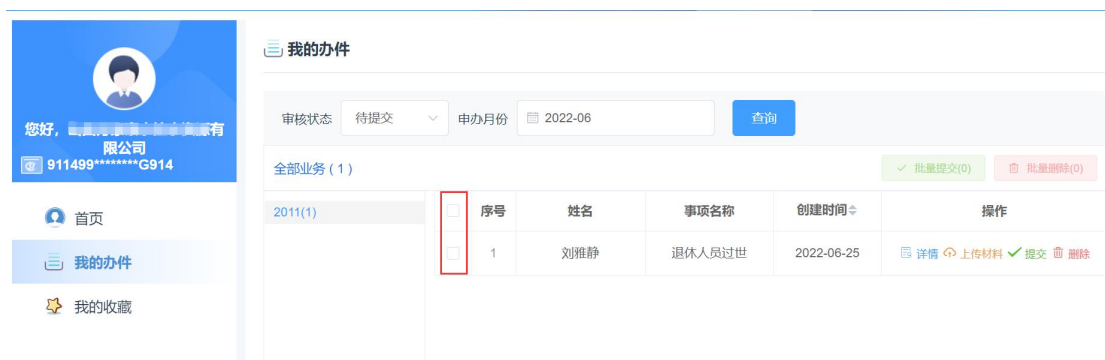 我的办件
您好，
有
限公司
911499********G914
首页
我的办件
我的收藏
审核状态 待提交 申办月份 2022-06 查询
全部业务 ( 1 ) 批量提交(0) 批量删除(0)
2011(1) 序号 姓名 事项名称 创建时间 操作
1 刘雅静 退休人员过世 2022-06-25 详情 上传材料 提交 删除